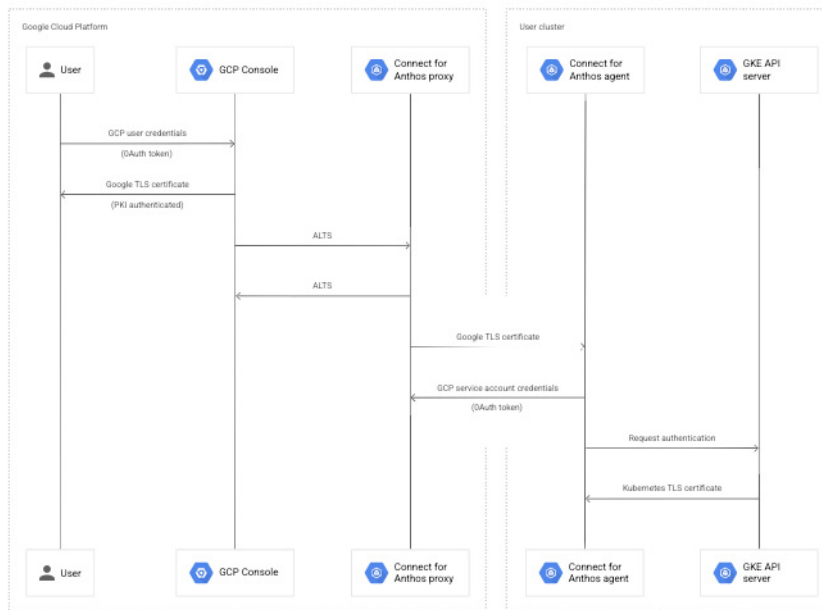 Google Cloud Platform
User cluster
User
GCP Console
Connect for
Anthos proxy
Connect for
Anthos agent
GKE API
server
GCP user credentials
(0Auth token)
Google TLS certificate
(PKI authenticated)
ALTS
ALTS
Google TLS certificate
GCP service account credentials
(0Auth token)
Request authentication
Kubernetes TLS certificate
User
GCP Console
Connect for
Anthos proxy
Connect for
Anthos agent
GKE API
server